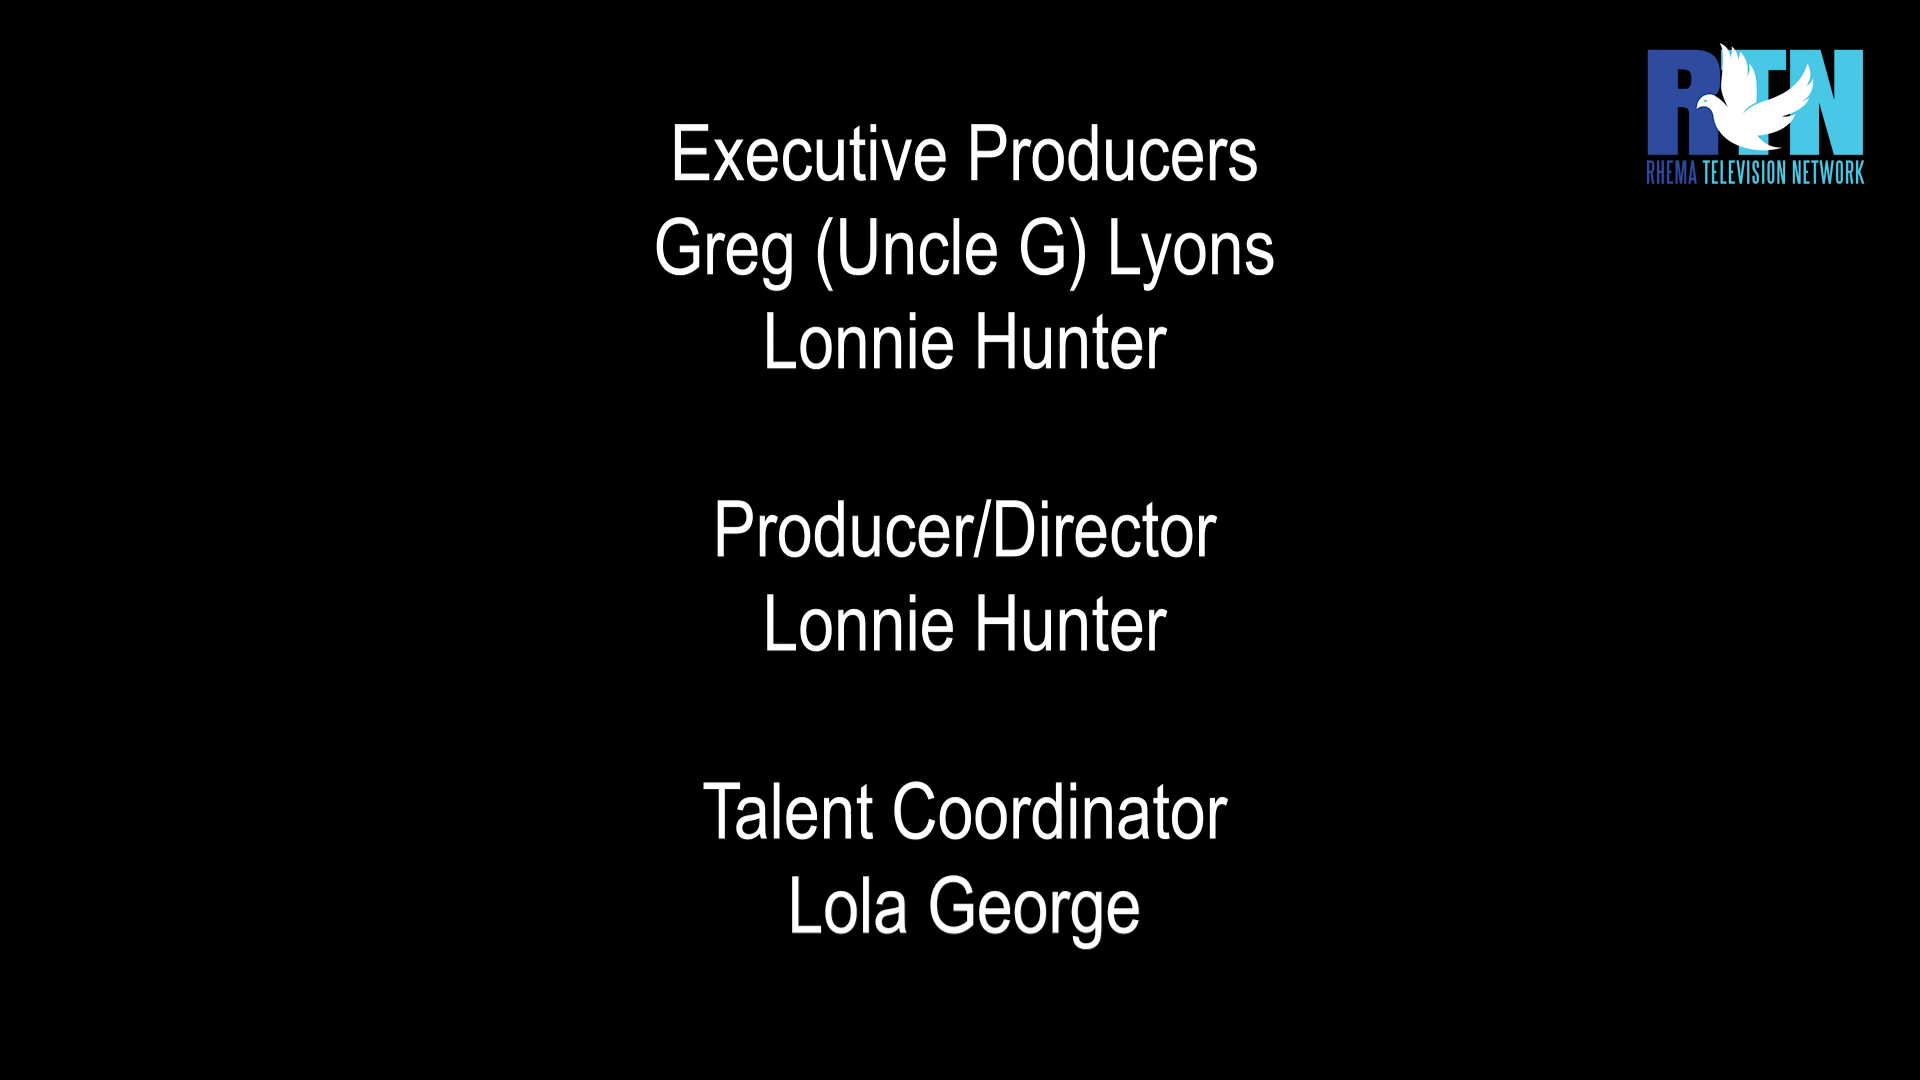 Executive Producers
Greg (Uncle G) Lyons
Lonnie Hunter
Producer/Director
Lonnie Hunter
Talent Coordinator
Lola George
RTN
RHEMA TELEVISION NETWORK